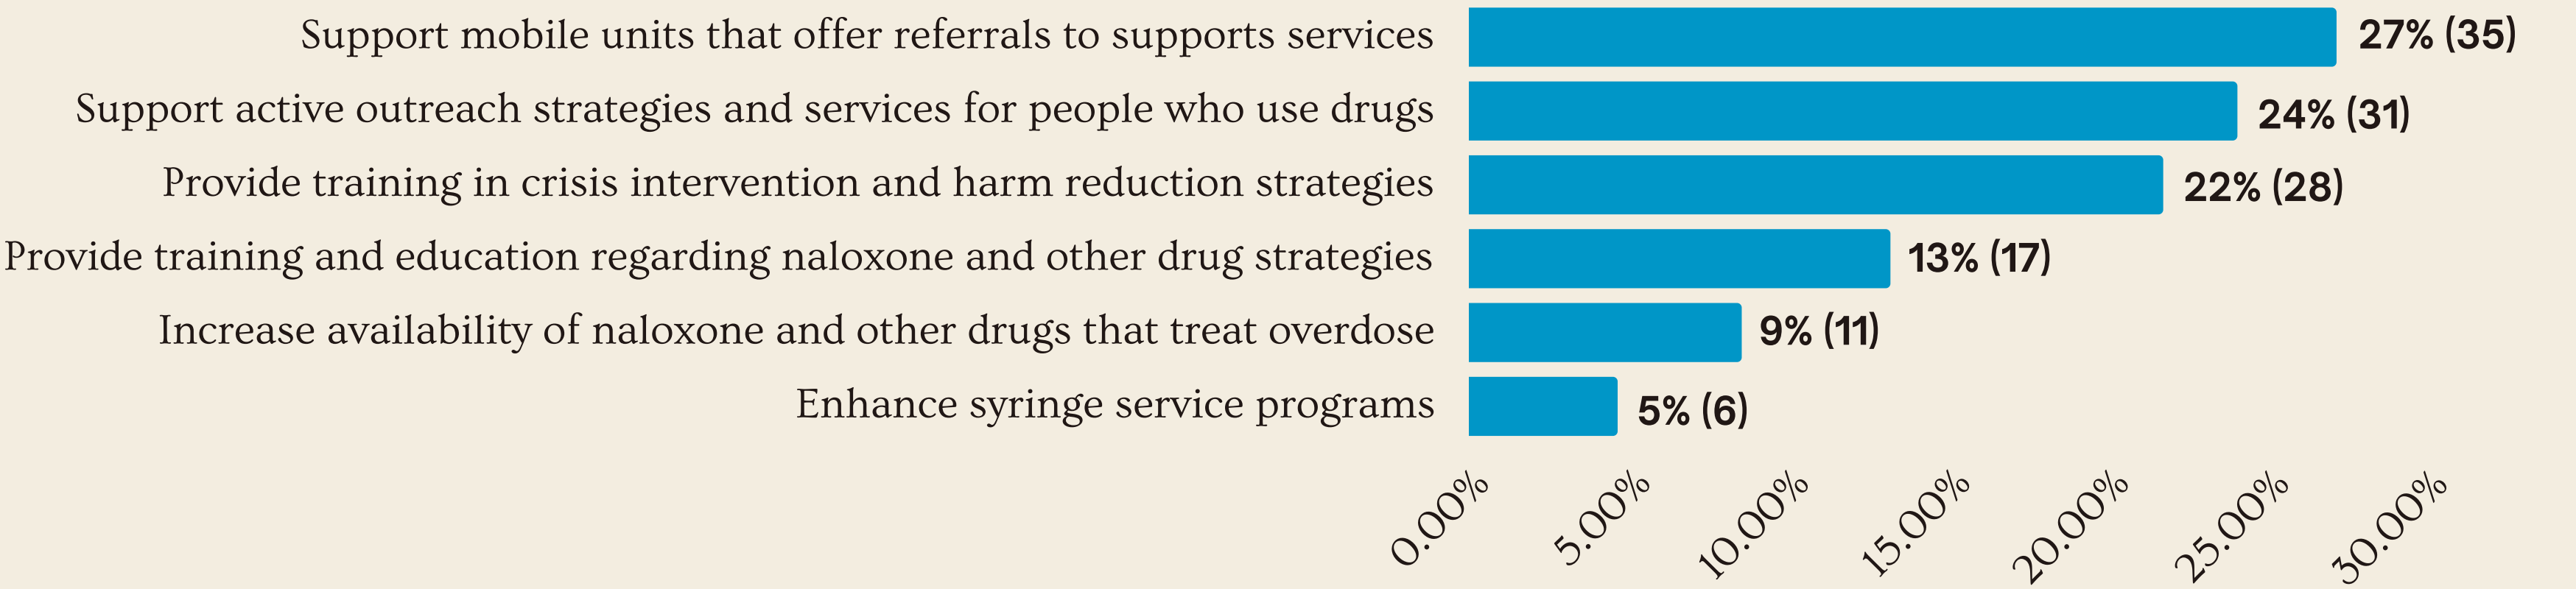 Support mobile units that offer referrals to supports services 27% (35)
Support active outreach strategies and services for people who use drugs 24% (31)
Provide training in crisis intervention and harm reduction strategies 22% (28)
Provide training and education regarding naloxone and other drug strategies 13% (17)
Increase availability of naloxone and other drugs that treat overdose 9% (11)
Enhance syringe service programs 5% (6)
0.00% 5.00% 10.00% 15.00% 20.00% 25.00% 30.00%